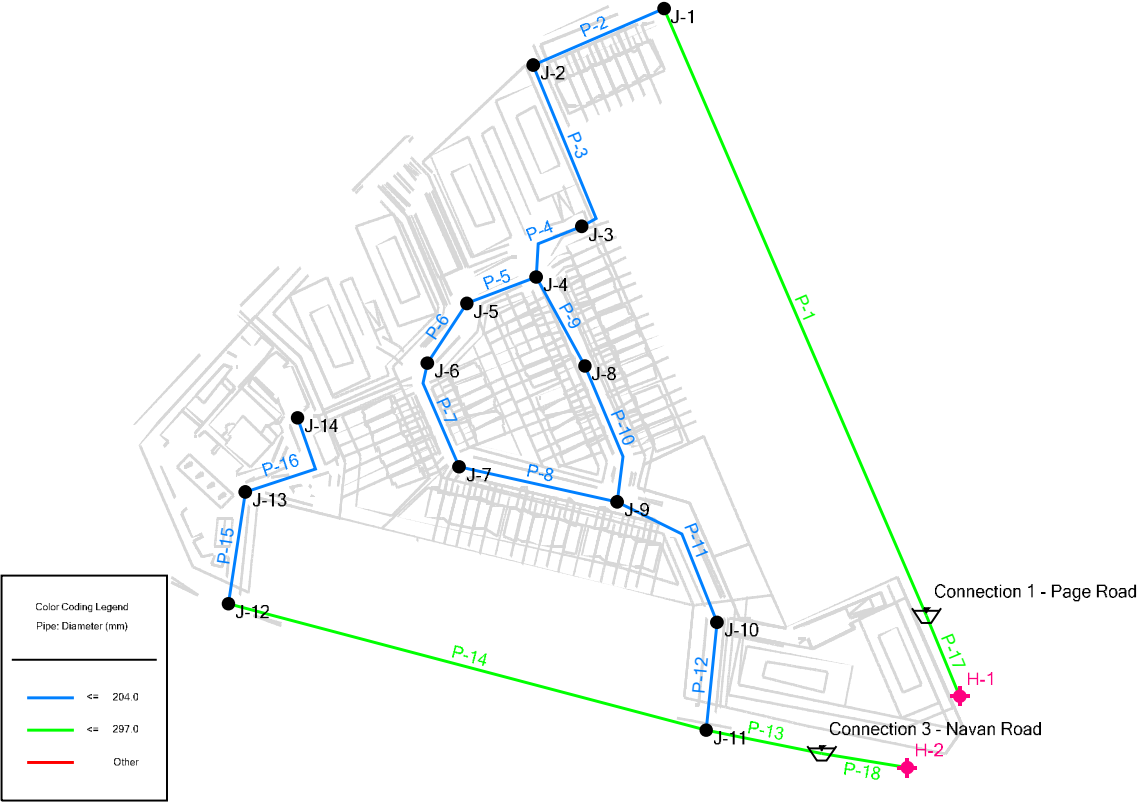 J-1
P-2
J-2
P-3
J-3
P-4
J-4
P-5
J-5
P-9
P-1
P-6
J-6
J-8
P-7
J-14
P-10
P-16
J-7
P-8
J-13
J-9
P-11
P-15
Connection 1 - Page Road
J-12
J-10
P-17
P-14
P-12
H-1
J-11
P-13
Connection 3 - Navan Road
H-2
P-18
Color Coding Legend
Pipe: Diameter (mm)
<= 204.0
<= 297.0
Other